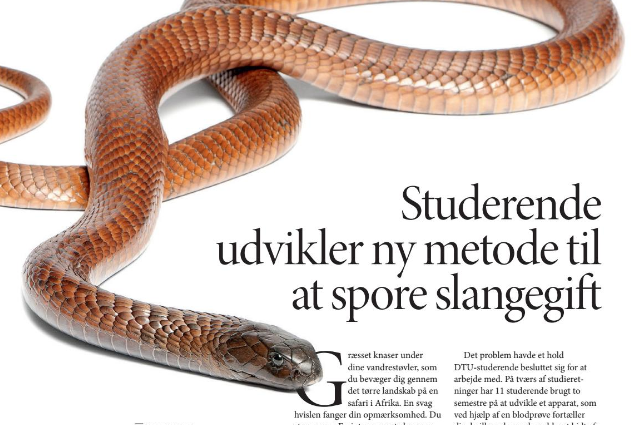 Studerende
udvikler ny metode til
at spore slangegift
Græsset knaser under
dine vandrestøvler, som
du bevæger dig gennem
det tørre landskab på en
safari i Afrika. En svag
hvislen fanger din opmærksomhed. Du
Det problem havde et hold
DTU-studerende besluttet sig for at
arbejde med. På tværs af studieret-
ninger har 11 studerende brugt to
semestre på at udvikle et apparat, som
ved hjælp af en blodprøve fortæller